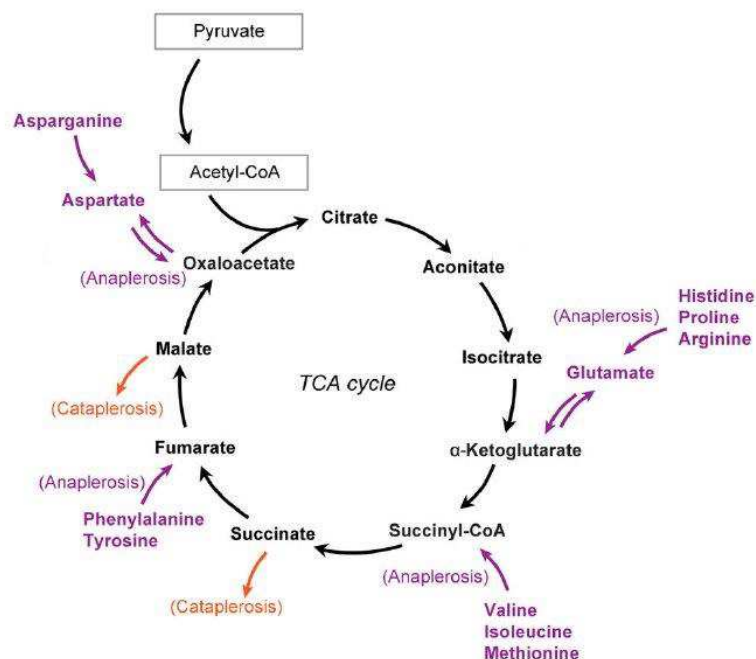 Pyruvate
Asparganine
Acetyl-CoA
Aspartate
Citrate
(Anaplerosis)
Oxaloacetate
Aconitate
Histidine
Proline
Arginine
(Anaplerosis)
Malate
Isocitrate
Glutamate
TCA cycle
(Cataplerosis)
Fumarate
α-Ketoglutarate
(Anaplerosis)
Phenylalanine
Tyrosine
Succinate
Succinyl-CoA
(Anaplerosis)
(Cataplerosis)
Valine
Isoleucine
Methionine